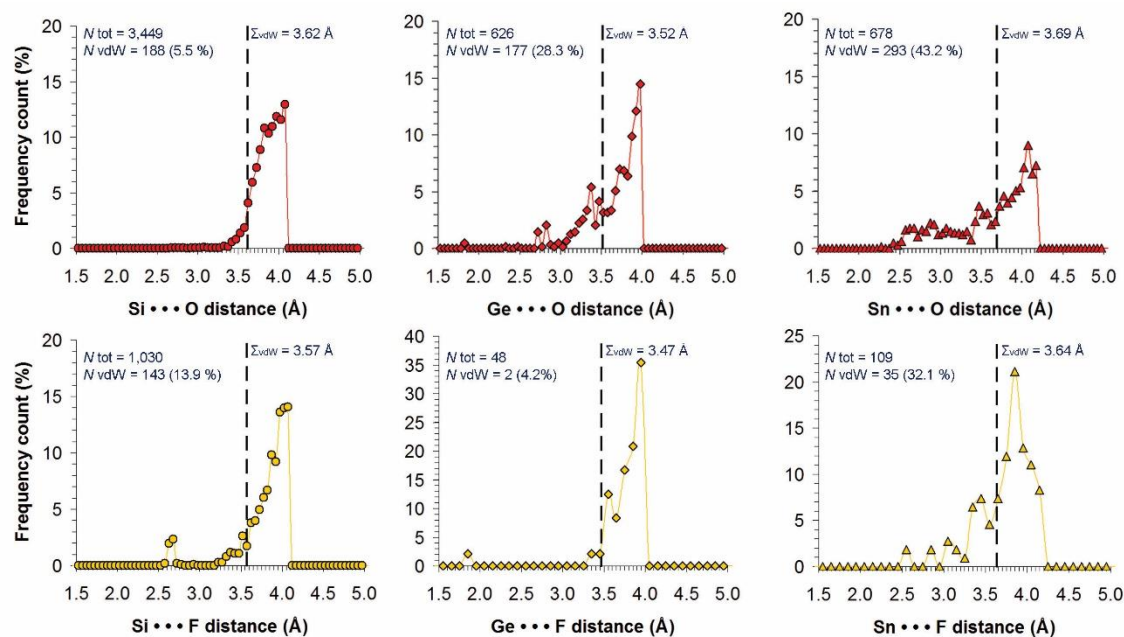 N tot = 3,449
N vdW = 188 (5.5 %)
ΣvdW = 3.62 Å
Frequency count (%)
20
15
10
5
0
1.5 2.0 2.5 3.0 3.5 4.0 4.5 5.0
Si • • • O distance (Å)
N tot = 626
N vdW = 177 (28.3 %)
ΣvdW = 3.52 Å
20
15
10
5
0
1.5 2.0 2.5 3.0 3.5 4.0 4.5 5.0
Ge • • • O distance (Å)
N tot = 678
N vdW = 293 (43.2 %)
ΣvdW = 3.69 Å
20
15
10
5
0
1.5 2.0 2.5 3.0 3.5 4.0 4.5 5.0
Sn • • • O distance (Å)
N tot = 1,030
N vdW = 143 (13.9 %)
ΣvdW = 3.57 Å
Frequency count (%)
20
15
10
5
0
1.5 2.0 2.5 3.0 3.5 4.0 4.5 5.0
Si • • • F distance (Å)
N tot = 48
N vdW = 2 (4.2%)
ΣvdW = 3.47 Å
40
35
30
25
20
15
10
5
0
1.5 2.0 2.5 3.0 3.5 4.0 4.5 5.0
Ge • • • F distance (Å)
N tot = 109
N vdW = 35 (32.1 %)
ΣvdW = 3.64 Å
25
20
15
10
5
0
1.5 2.0 2.5 3.0 3.5 4.0 4.5 5.0
Sn • • • F distance (Å)